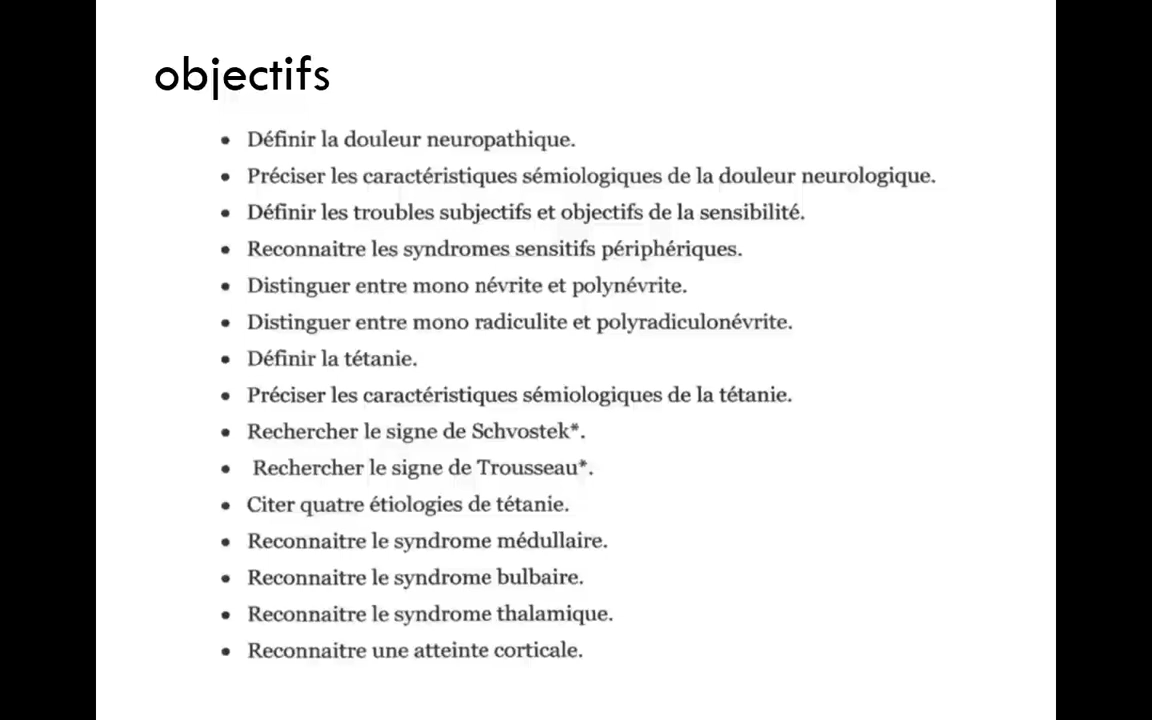 objectifs
• Définir la douleur neuropathique.
• Préciser les caractéristiques sémiologiques de la douleur neurologique.
• Définir les troubles subjectifs et objectifs de la sensibilité.
• Reconnaitre les syndromes sensitifs périphériques.
• Distinguer entre mono névrite et polynévrite.
• Distinguer entre mono radiculite et polyradiculonévrite.
• Définir la tétanie.
• Préciser les caractéristiques sémiologiques de la tétanie.
• Rechercher le signe de Schvostek*.
• Rechercher le signe de Trousseau*.
• Citer quatre étiologies de tétanie.
• Reconnaitre le syndrome médullaire.
• Reconnaitre le syndrome bulbaire.
• Reconnaitre le syndrome thalamique.
• Reconnaitre une atteinte corticale.